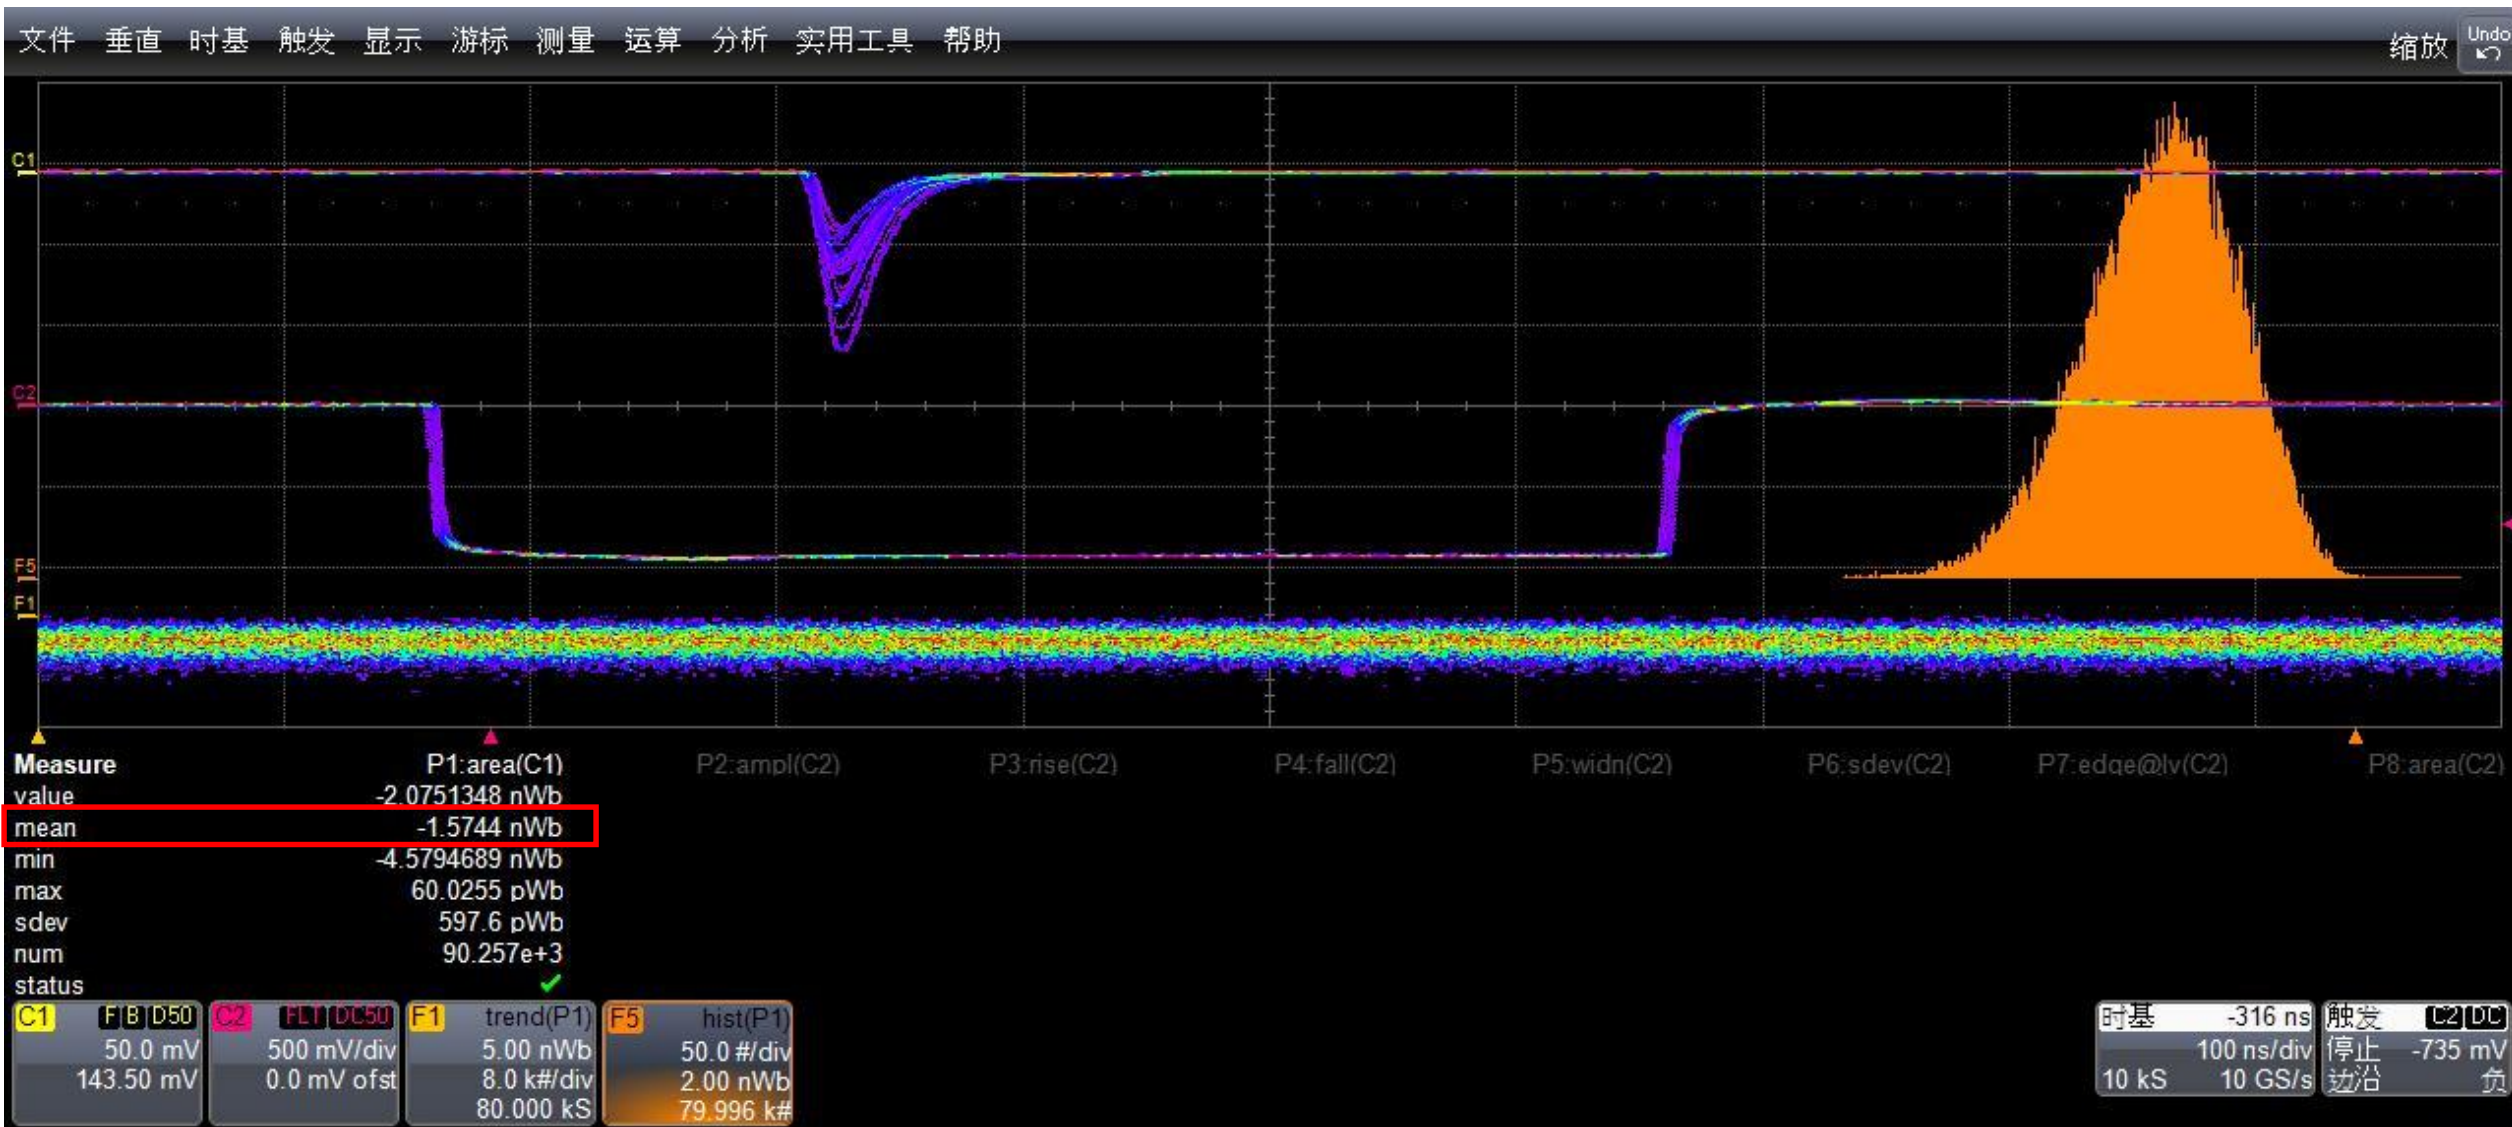 文件 垂直 时基 触发 显示 游标 测量 运算 分析 实用工具 帮助 缩放 Undo
C1
C2
F5
F1
Measure P1:area(C1) P2:ampl(C2) P3:rise(C2) P4:fall(C2) P5:widn(C2) P6:sdev(C2) P7:edge@lv(C2) P8:area(C2)
value -2.0751348 nWb
mean -1.5744 nWb
min -4.5794689 nWb
max 60.0255 pWb
sdev 597.6 pWb
num 90.257e+3
status
C1 F B D50 C2 FLT DC50 F1 trend(P1) F5 hist(P1) 时基 -316 ns 触发 C2 DC
50.0 mV 500 mV/div 5.00 nWb 50.0 #/div 100 ns/div 停止 -735 mV
143.50 mV 0.0 mV ofst 8.0 k#/div 2.00 nWb 10 kS 10 GS/s 边沿 负
80.000 kS 79.996 k#